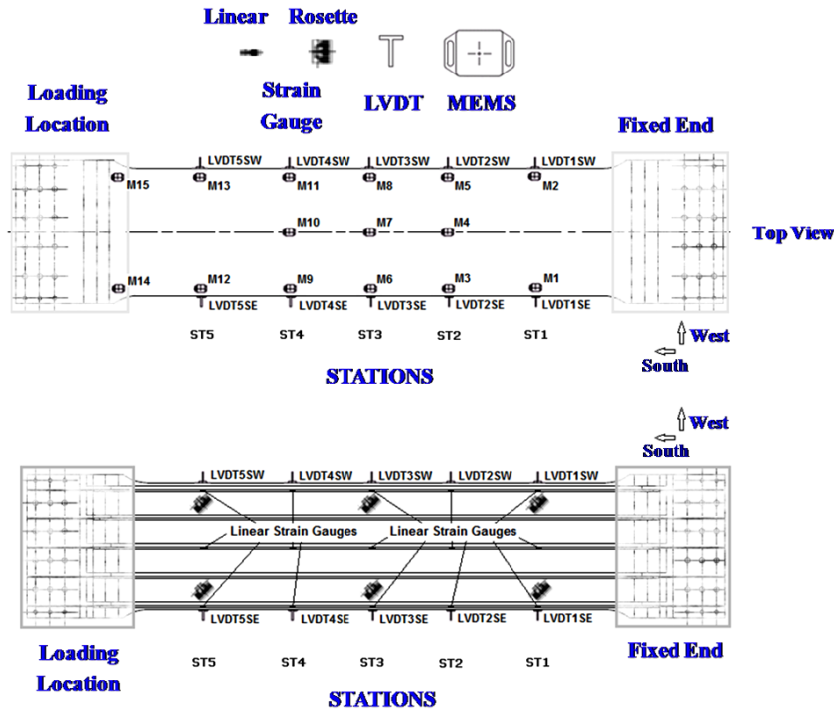 Linear Rosette
Strain
Gauge
LVDT MEMS
Loading
Location
Fixed End
LVDT5SW LVDT4SW LVDT3SW LVDT2SW LVDT1SW
M15 M13 M11 M8 M5 M2
M10 M7 M4
Top View
M14 M12 M9 M6 M3 M1
LVDT5SE LVDT4SE LVDT3SE LVDT2SE LVDT1SE
ST5 ST4 ST3 ST2 ST1
West
South
STATIONS
West
South
LVDT5SW LVDT4SW LVDT3SW LVDT2SW LVDT1SW
Linear Strain Gauges Linear Strain Gauges
LVDT5SE LVDT4SE LVDT3SE LVDT2SE LVDT1SE
Loading
Location
Fixed End
ST5 ST4 ST3 ST2 ST1
STATIONS